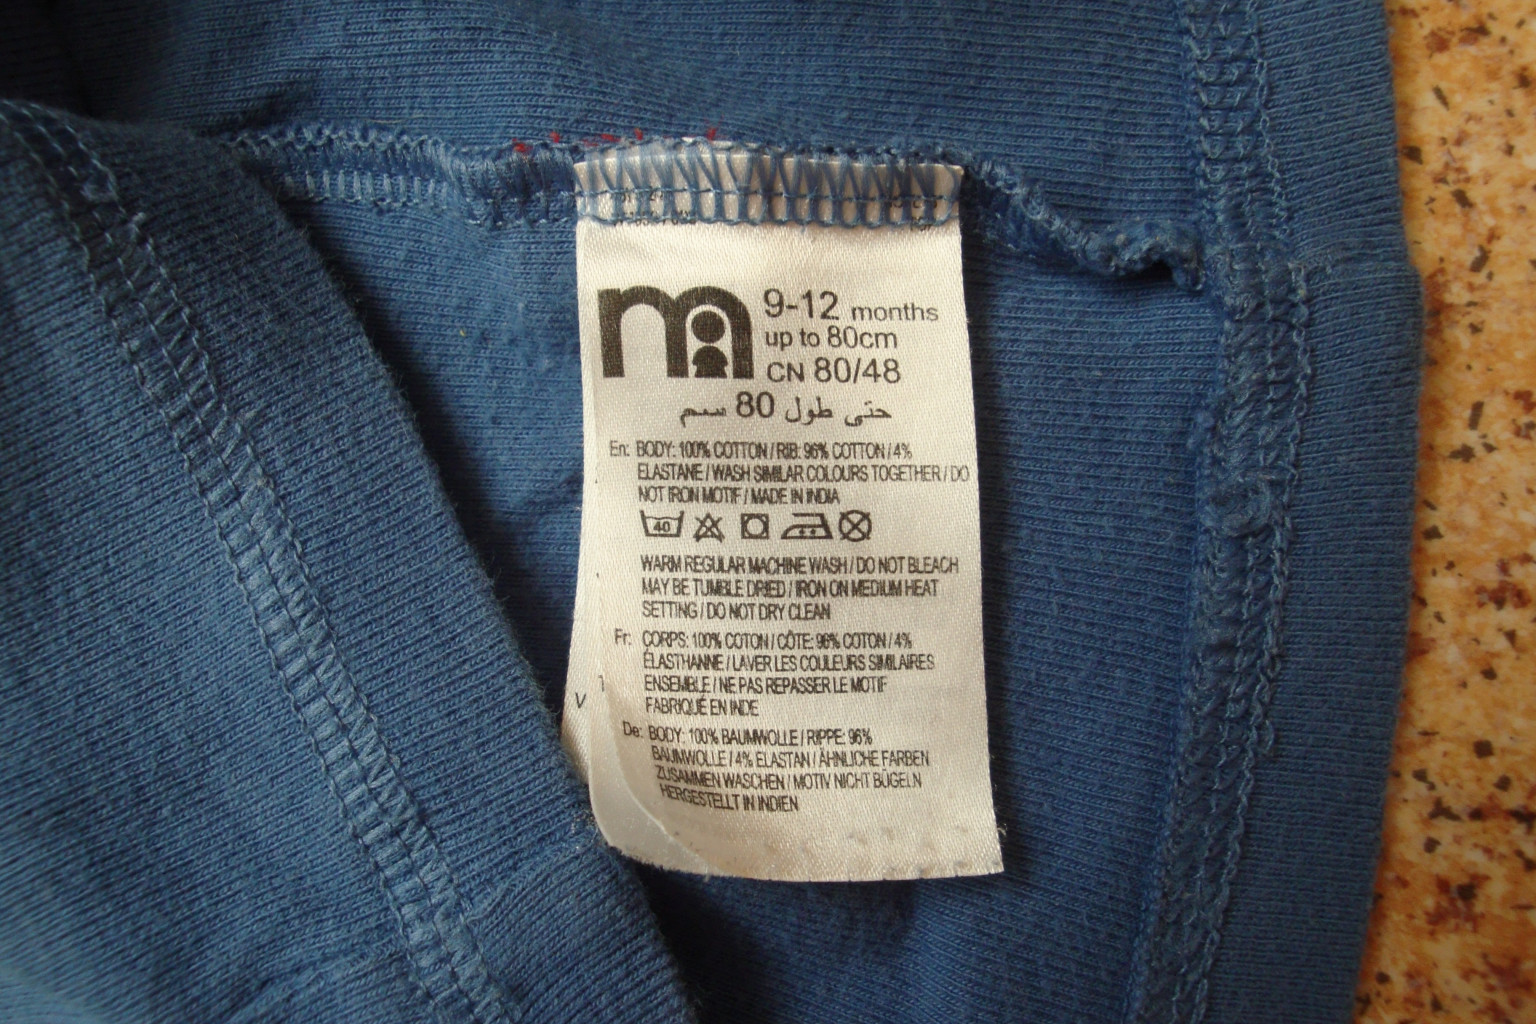 9-12 months
up to 80cm
CN 80/48
حتى طول 80 سم
En: BODY: 100% COTTON / RIB: 96% COTTON / 4%
ELASTANE / WASH SIMILAR COLOURS TOGETHER / DO
NOT IRON MOTIF / MADE IN INDIA
40
WARM REGULAR MACHINE WASH / DO NOT BLEACH
MAY BE TUMBLE DRIED / IRON ON MEDIUM HEAT
SETTING / DO NOT DRY CLEAN
Fr: CORPS: 100% COTON / CÔTE: 96% COTON / 4%
ÉLASTHANNE / LAVER LES COULEURS SIMILAIRES
ENSEMBLE / NE PAS REPASSER LE MOTIF
FABRIQUÉ EN INDE
De: BODY: 100% BAUMWOLLE / RIPPE: 96%
BAUMWOLLE / 4% ELASTAN / ÄHNLICHE FARBEN
ZUSAMMEN WASCHEN / MOTIV NICHT BÜGELN
HERGESTELLT IN INDIEN